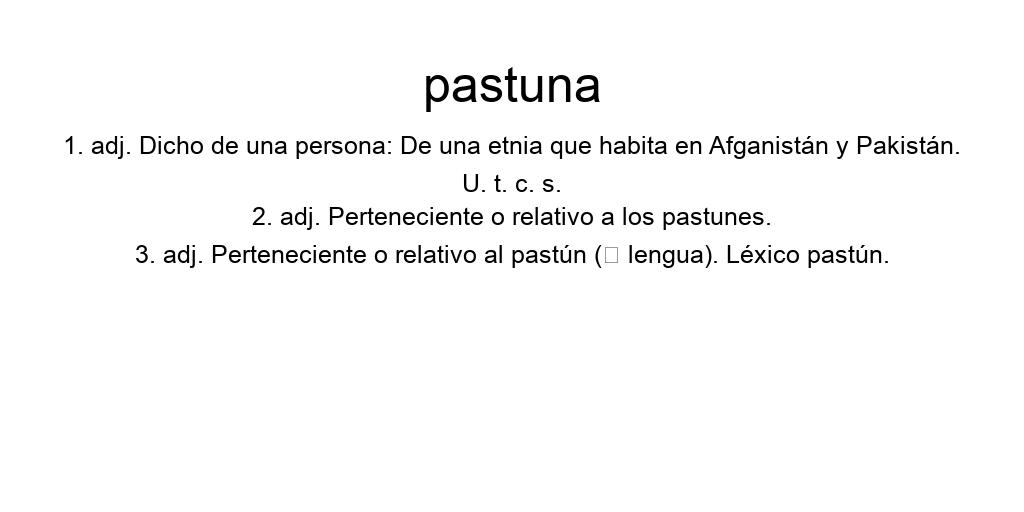 pastuna
1. adj. Dicho de una persona: De una etnia que habita en Afganistán y Pakistán.
U. t. c. s.
2. adj. Perteneciente o relativo a los pastunes.
3. adj. Perteneciente o relativo al pastún (□ lengua). Léxico pastún.